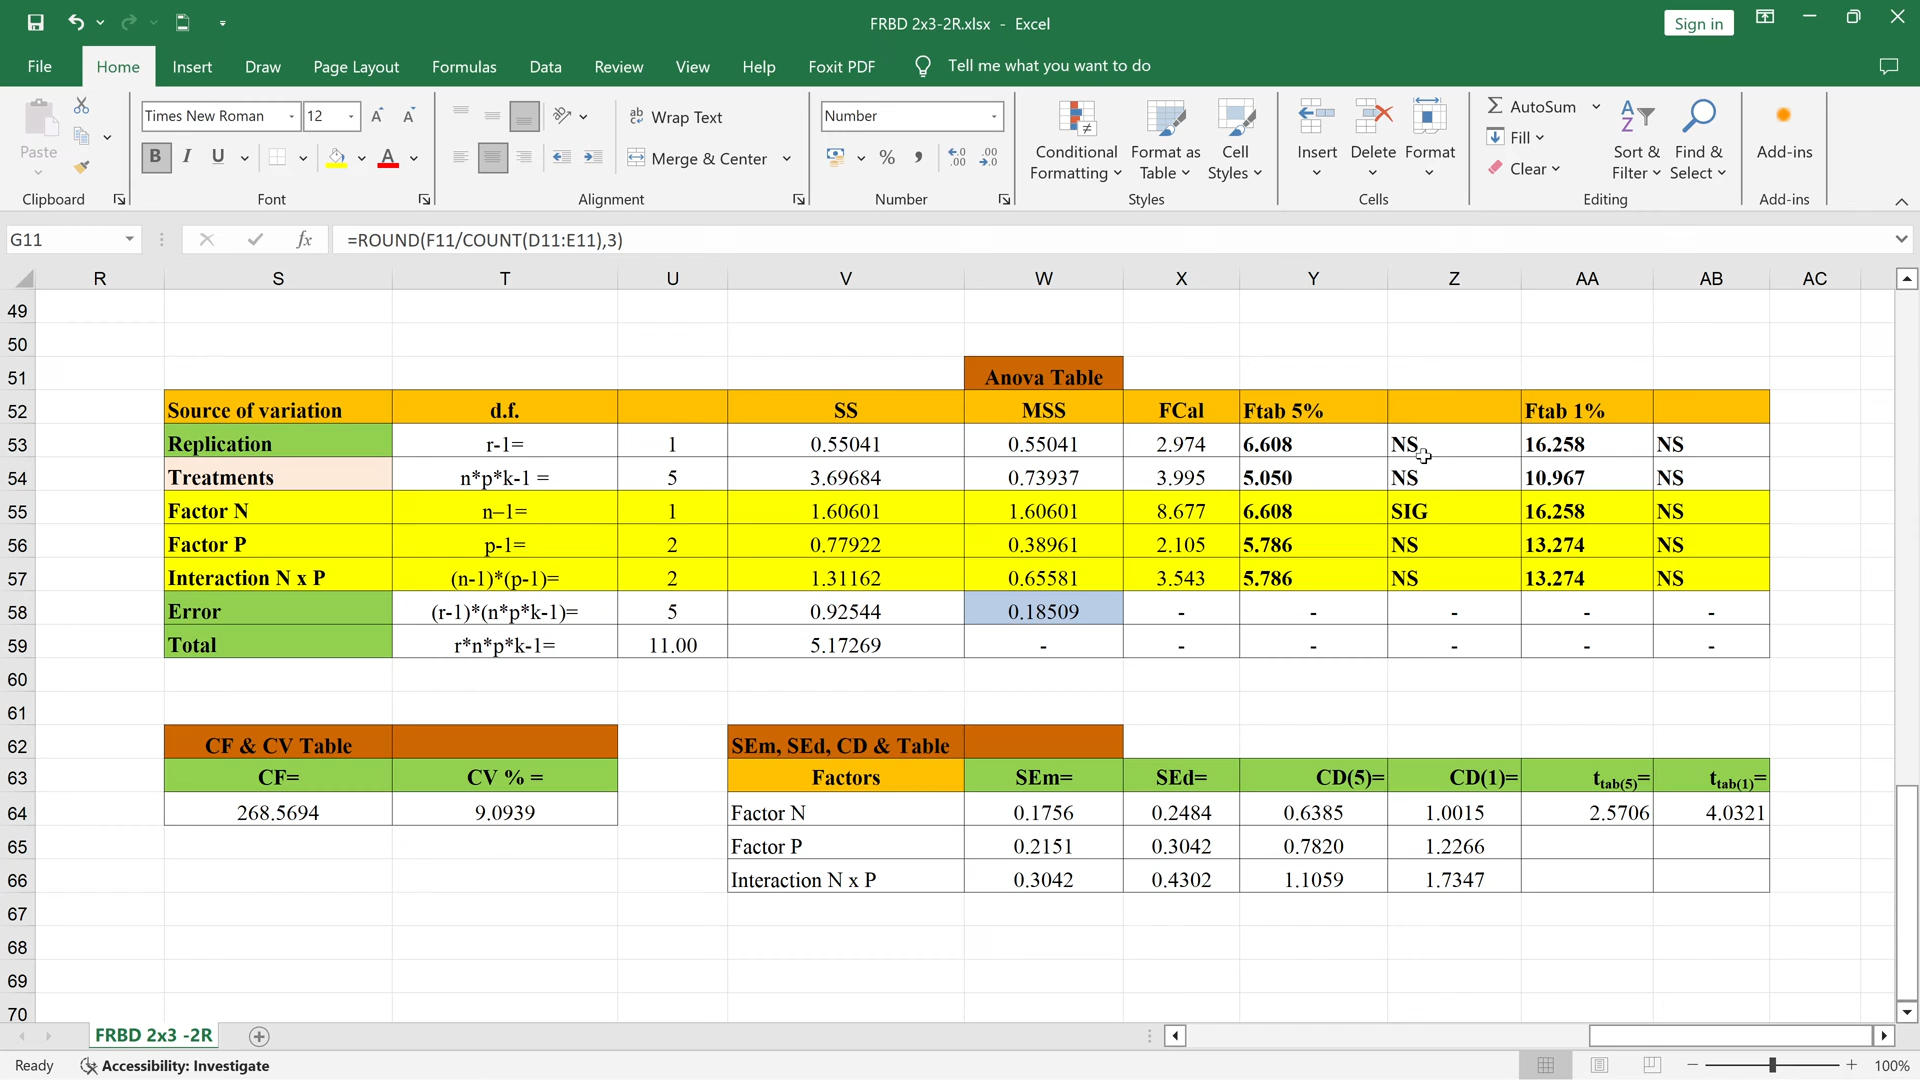 FRBD 2x3-2R.xlsx - Excel
Sign in
File Home Insert Draw Page Layout Formulas Data Review View Help Foxit PDF Tell me what you want to do
Paste
Times New Roman 12
B I U A
ab Wrap Text
Merge & Center
Number
% 9
Conditional Formatting
Format as Table
Cell Styles
Insert Delete Format
AutoSum
Fill
Clear
Sort & Filter
Find & Select
Add-ins
Clipboard Font Alignment Number Styles Cells Editing Add-ins
G11 fx =ROUND(F11/COUNT(D11:E11),3)
R S T U V W X Y Z AA AB AC
49
50
51 Anova Table
52 Source of variation d.f. SS MSS FCal Ftab 5% Ftab 1%
53 Replication r-1= 1 0.55041 0.55041 2.974 6.608 NS 16.258 NS
54 Treatments n*p*k-1 = 5 3.69684 0.73937 3.995 5.050 NS 10.967 NS
55 Factor N n–1= 1 1.60601 1.60601 8.677 6.608 SIG 16.258 NS
56 Factor P p-1= 2 0.77922 0.38961 2.105 5.786 NS 13.274 NS
57 Interaction N x P (n-1)*(p-1)= 2 1.31162 0.65581 3.543 5.786 NS 13.274 NS
58 Error (r-1)*(n*p*k-1)= 5 0.92544 0.18509 - - - - -
59 Total r*n*p*k-1= 11.00 5.17269 - - - - - -
60
61
62 CF & CV Table SEm, SEd, CD & Table
63 CF= CV % = Factors SEm= SEd= CD(5)= CD(1)= ttab(5)= ttab(1)=
64 268.5694 9.0939 Factor N 0.1756 0.2484 0.6385 1.0015 2.5706 4.0321
65 Factor P 0.2151 0.3042 0.7820 1.2266
66 Interaction N x P 0.3042 0.4302 1.1059 1.7347
67
68
69
70
FRBD 2x3 -2R
Ready Accessibility: Investigate 100%